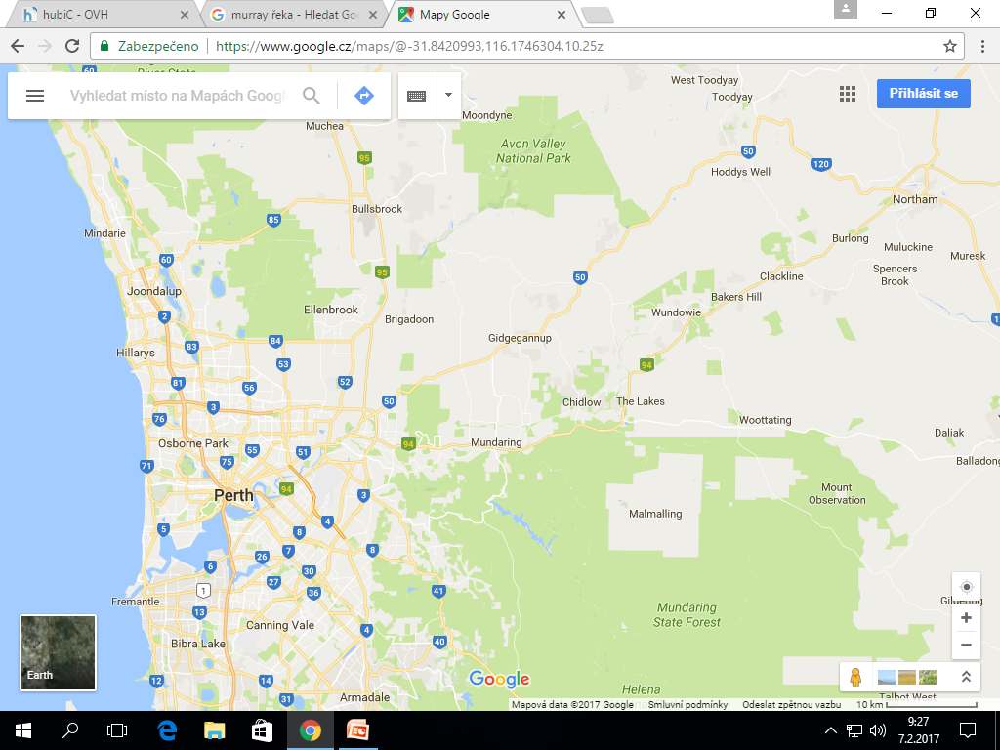 hubiC - OVH
murray řeka - Hledat Goo
Mapy Google
Zabezpečeno
https://www.google.cz/maps/@-31.8420993,116.1746304,10.25z
60
River State
Vyhledat místo na Mapách Googl
Přihlásit se
West Toodyay
Toodyay
Moondyne
Muchea
Avon Valley
National Park
95
50
120
Hoddys Well
Northam
Bullsbrook
85
Mindarie
Burlong
Muluckine
Muresk
60
95
Spencers
Brook
50
Clackline
Joondalup
Bakers Hill
Ellenbrook
Wundowie
2
Brigadoon
Gidgegannup
84
Hillarys
83
53
94
81
52
56
50
3
Chidlow
The Lakes
76
Woottating
Daliak
Osborne Park
94
Mundaring
55
51
75
71
Balladong
Perth
94
3
Mount
Observation
Malmalling
4
5
8
7
8
26
6
30
27
1
36
41
Fremantle
13
Mundaring
State Forest
Canning Vale
4
Bibra Lake
40
Earth
12
14
Google
31
Armadale
Helena
Talbot West
Mapová data ©2017 Google
Smluvní podmínky
Odeslat zpětnou vazbu
10 km
9:27
7.2.2017